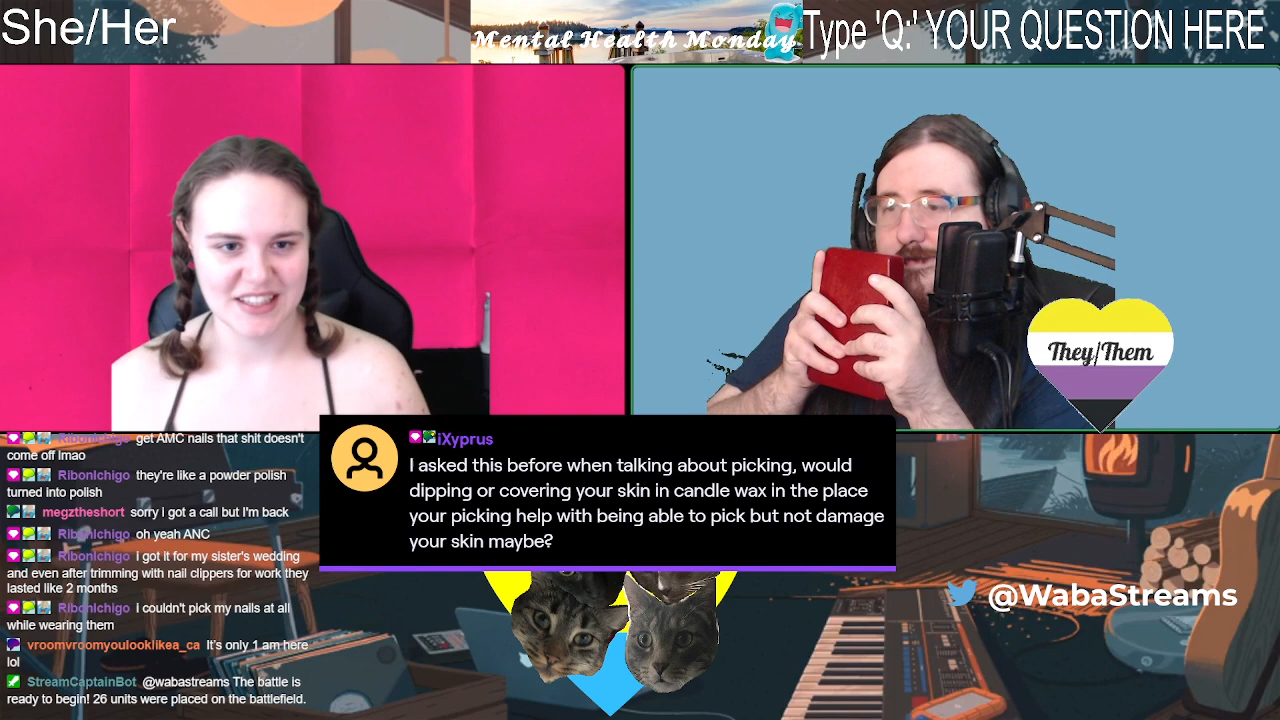 She/Her
Mental Health Monday
Type 'Q:' YOUR QUESTION HERE
They/Them
RibonIchigo get AMC nails that shit doesn't
come off lmao
RibonIchigo they're like a powder polish
turned into polish
megztheshort sorry i got a call but I'm back
RibonIchigo oh yeah ANC
RibonIchigo i got it for my sister's wedding
and even after trimming with nail clippers for work they
lasted like 2 months
RibonIchigo i couldn't pick my nails at all
while wearing them
vroomvroomyoulooklikea_ca It's only 1 am here
lol
StreamCaptainBot @wabastreams The battle is
ready to begin! 26 units were placed on the battlefield.
iXyprus
I asked this before when talking about picking, would
dipping or covering your skin in candle wax in the place
your picking help with being able to pick but not damage
your skin maybe?
@WabaStreams